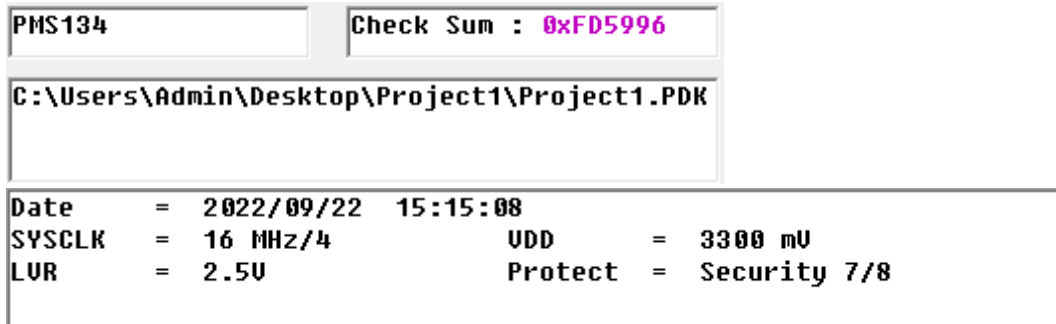 PMS134
Check Sum : 0xFD5996
C:\Users\Admin\Desktop\Project1\Project1.PDK
Date = 2022/09/22 15:15:08
SYSCLK = 16 MHz/4 VDD = 3300 mV
LVR = 2.5V Protect = Security 7/8